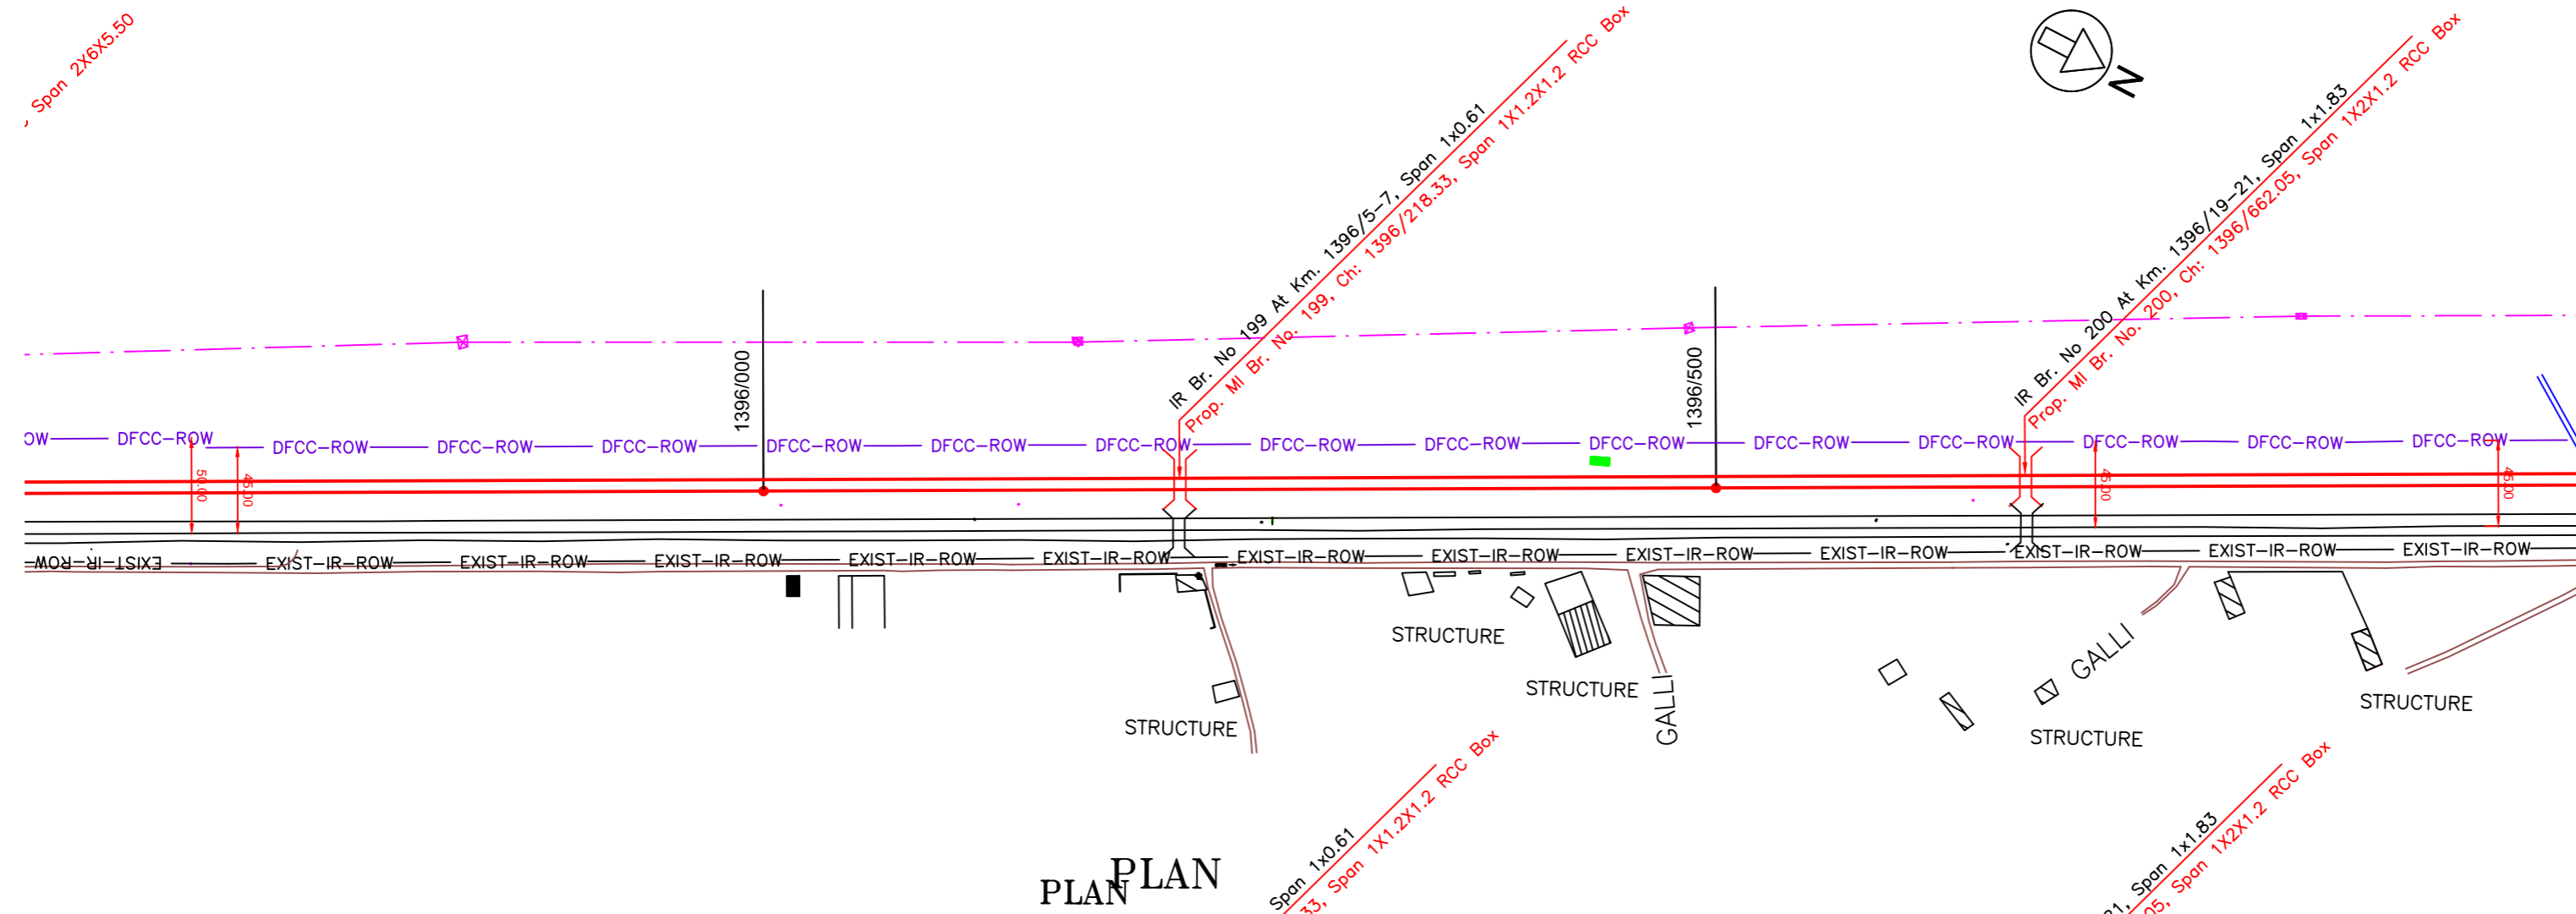 Span 2X6X5.50
IR Br. No 199 At Km. 1396/5-7, Span 1x0.61
Prop. MI Br. No. 199, Ch: 1396/218.33, Span 1X1.2X1.2 RCC Box
N
IR Br. No 200 At Km. 1396/19-21, Span 1x1.83
Prop. MI Br. No. 200, Ch: 1396/662.05, Span 1X2X1.2 RCC Box
1396/000
1396/500
OW DFCC-ROW DFCC-ROW DFCC-ROW DFCC-ROW DFCC-ROW DFCC-ROW DFCC-ROW DFCC-ROW DFCC-ROW DFCC-ROW DFCC-ROW DFCC-ROW DFCC-ROW DFCC-ROW DFCC-ROW
50.00
45.00
45.00
45.00
EXIST-IR-ROW EXIST-IR-ROW EXIST-IR-ROW EXIST-IR-ROW EXIST-IR-ROW EXIST-IR-ROW EXIST-IR-ROW EXIST-IR-ROW EXIST-IR-ROW EXIST-IR-ROW EXIST-IR-ROW EXIST-IR-ROW EXIST-IR-ROW
STRUCTURE
STRUCTURE
STRUCTURE
GALLI
GALLI
STRUCTURE
STRUCTURE
Span 1x0.61
33, Span 1X1.2X1.2 RCC Box
21, Span 1x1.83
05, Span 1X2X1.2 RCC Box
PLAN
PLAN